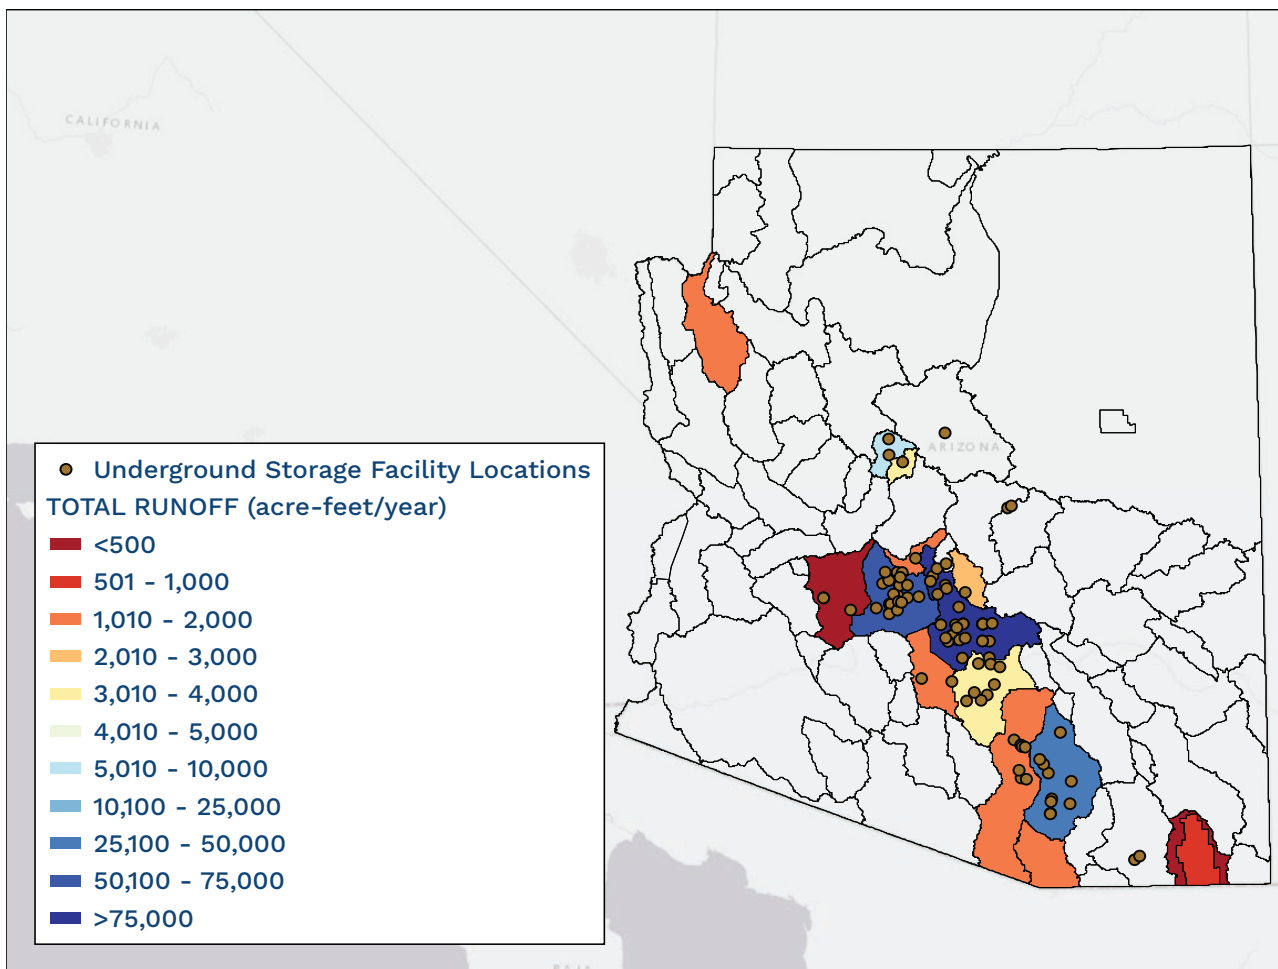 CALIFORNIA
ARIZONA
Underground Storage Facility Locations
TOTAL RUNOFF (acre-feet/year)
<500
501 - 1,000
1,010 - 2,000
2,010 - 3,000
3,010 - 4,000
4,010 - 5,000
5,010 - 10,000
10,100 - 25,000
25,100 - 50,000
50,100 - 75,000
>75,000
BAJA